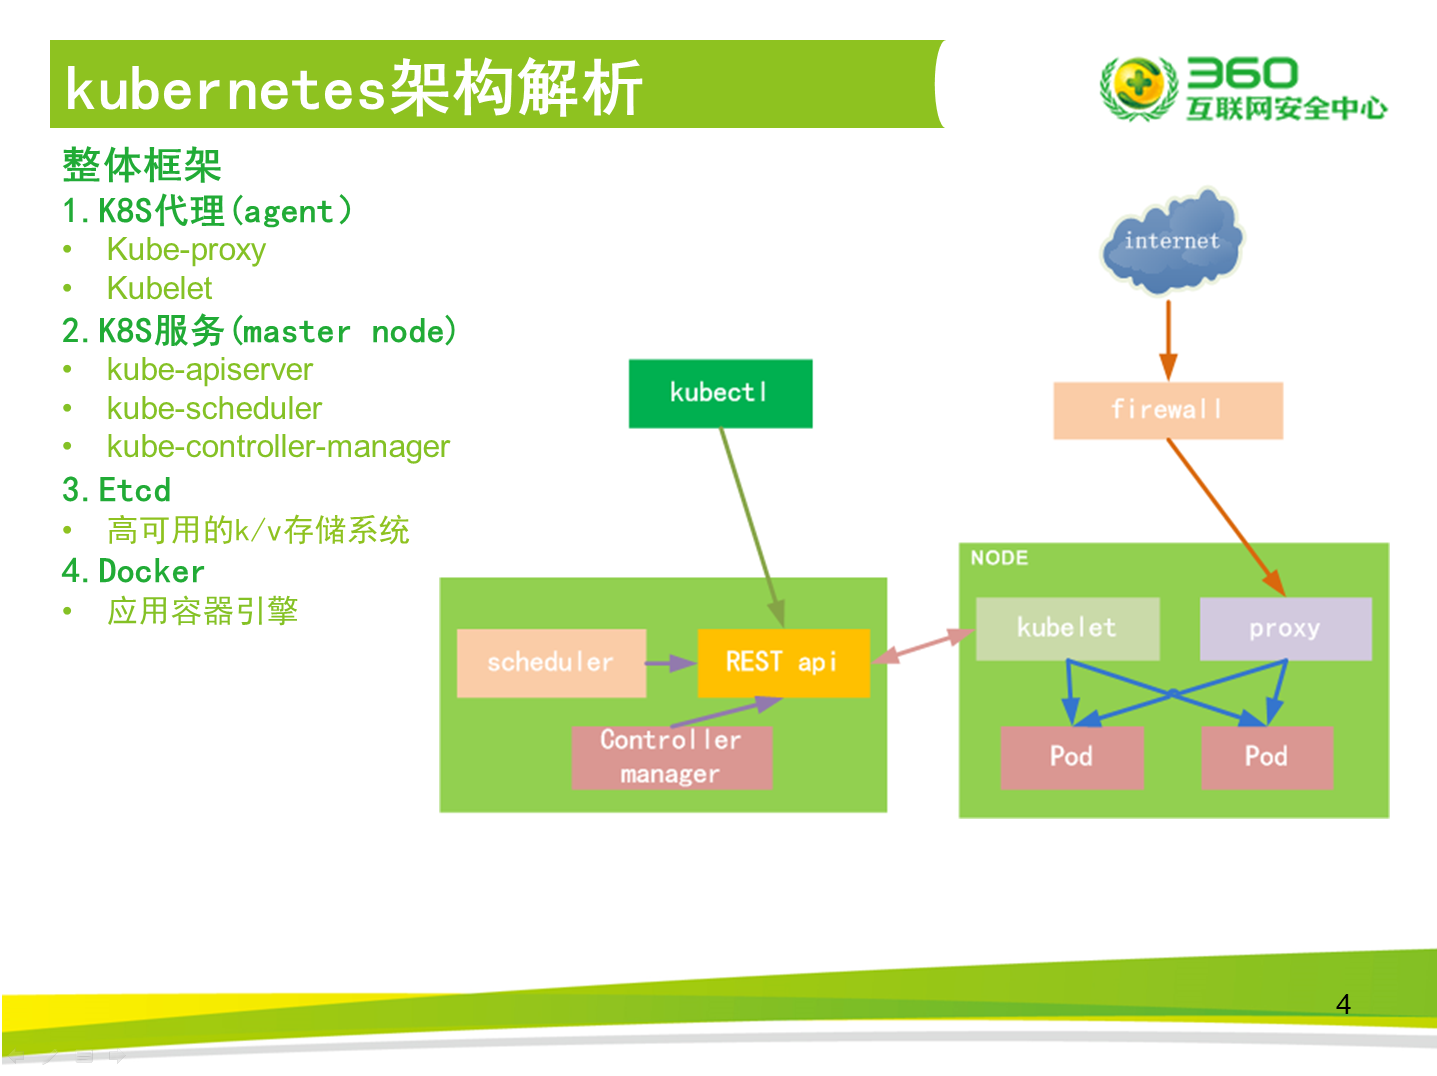 kubernetes架构解析
360
互联网安全中心
整体框架
1.K8S代理(agent)
• Kube-proxy
• Kubelet
2.K8S服务(master node)
• kube-apiserver
• kube-scheduler
• kube-controller-manager
3.Etcd
• 高可用的k/v存储系统
4.Docker
• 应用容器引擎
internet
kubectl
firewall
NODE
scheduler
REST api
kubelet
proxy
Controller
manager
Pod
Pod
4